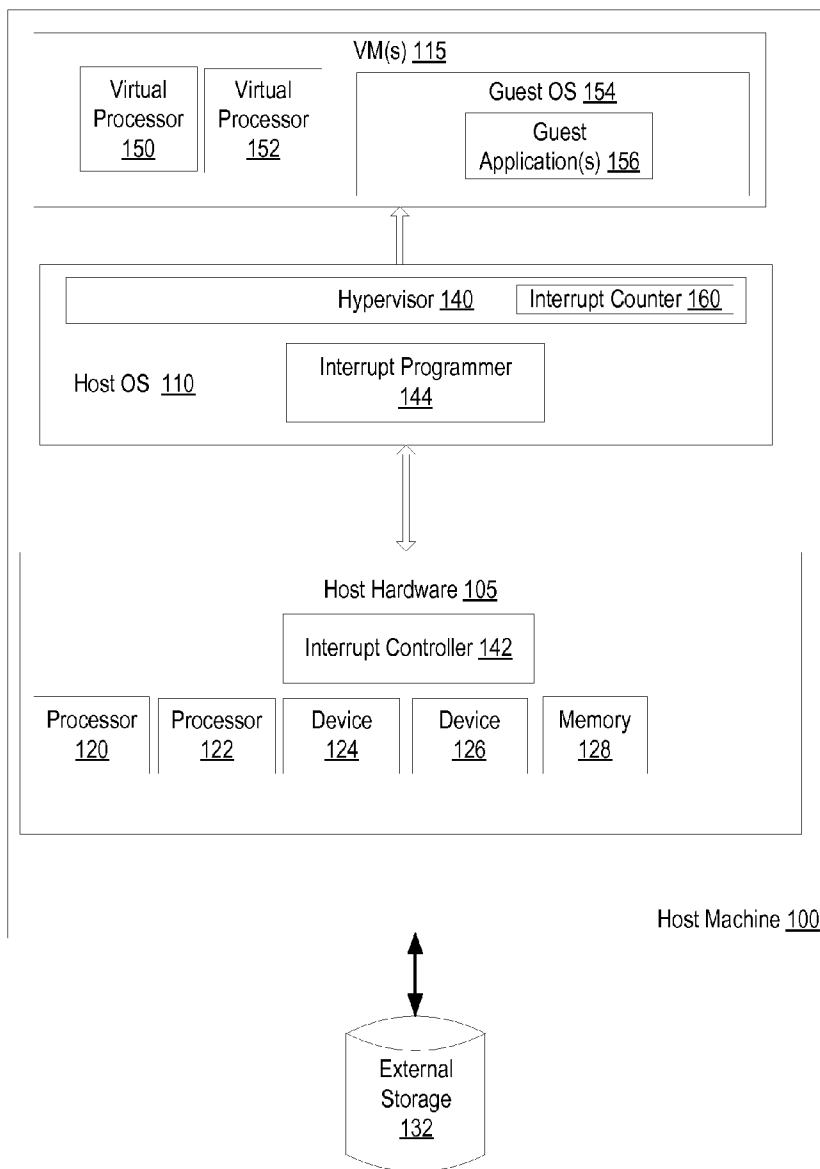 VM(s) 115
Virtual
Processor
150
Virtual
Processor
152
Guest OS 154
Guest
Application(s) 156
Hypervisor 140
Interrupt Counter 160
Host OS 110
Interrupt Programmer
144
Host Hardware 105
Interrupt Controller 142
Processor
120
Processor
122
Device
124
Device
126
Memory
128
Host Machine 100
External
Storage
132